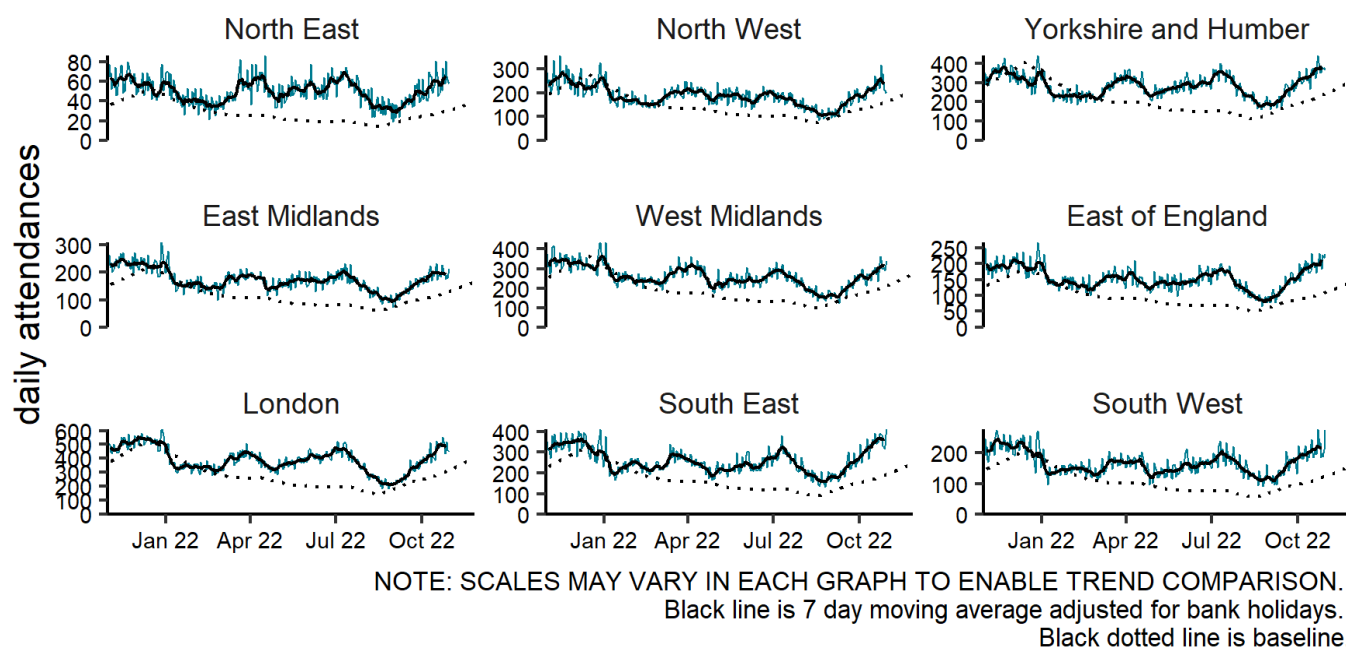 North East
North West
Yorkshire and Humber
80
60
40
20
0
300
200
100
0
400
300
200
100
0
daily attendances
East Midlands
West Midlands
East of England
300
200
100
0
400
300
200
100
0
250
200
150
100
50
0
London
South East
South West
600
500
400
300
200
100
0
400
300
200
100
0
200
100
0
Jan 22 Apr 22 Jul 22 Oct 22
Jan 22 Apr 22 Jul 22 Oct 22
Jan 22 Apr 22 Jul 22 Oct 22
NOTE: SCALES MAY VARY IN EACH GRAPH TO ENABLE TREND COMPARISON.
Black line is 7 day moving average adjusted for bank holidays.
Black dotted line is baseline